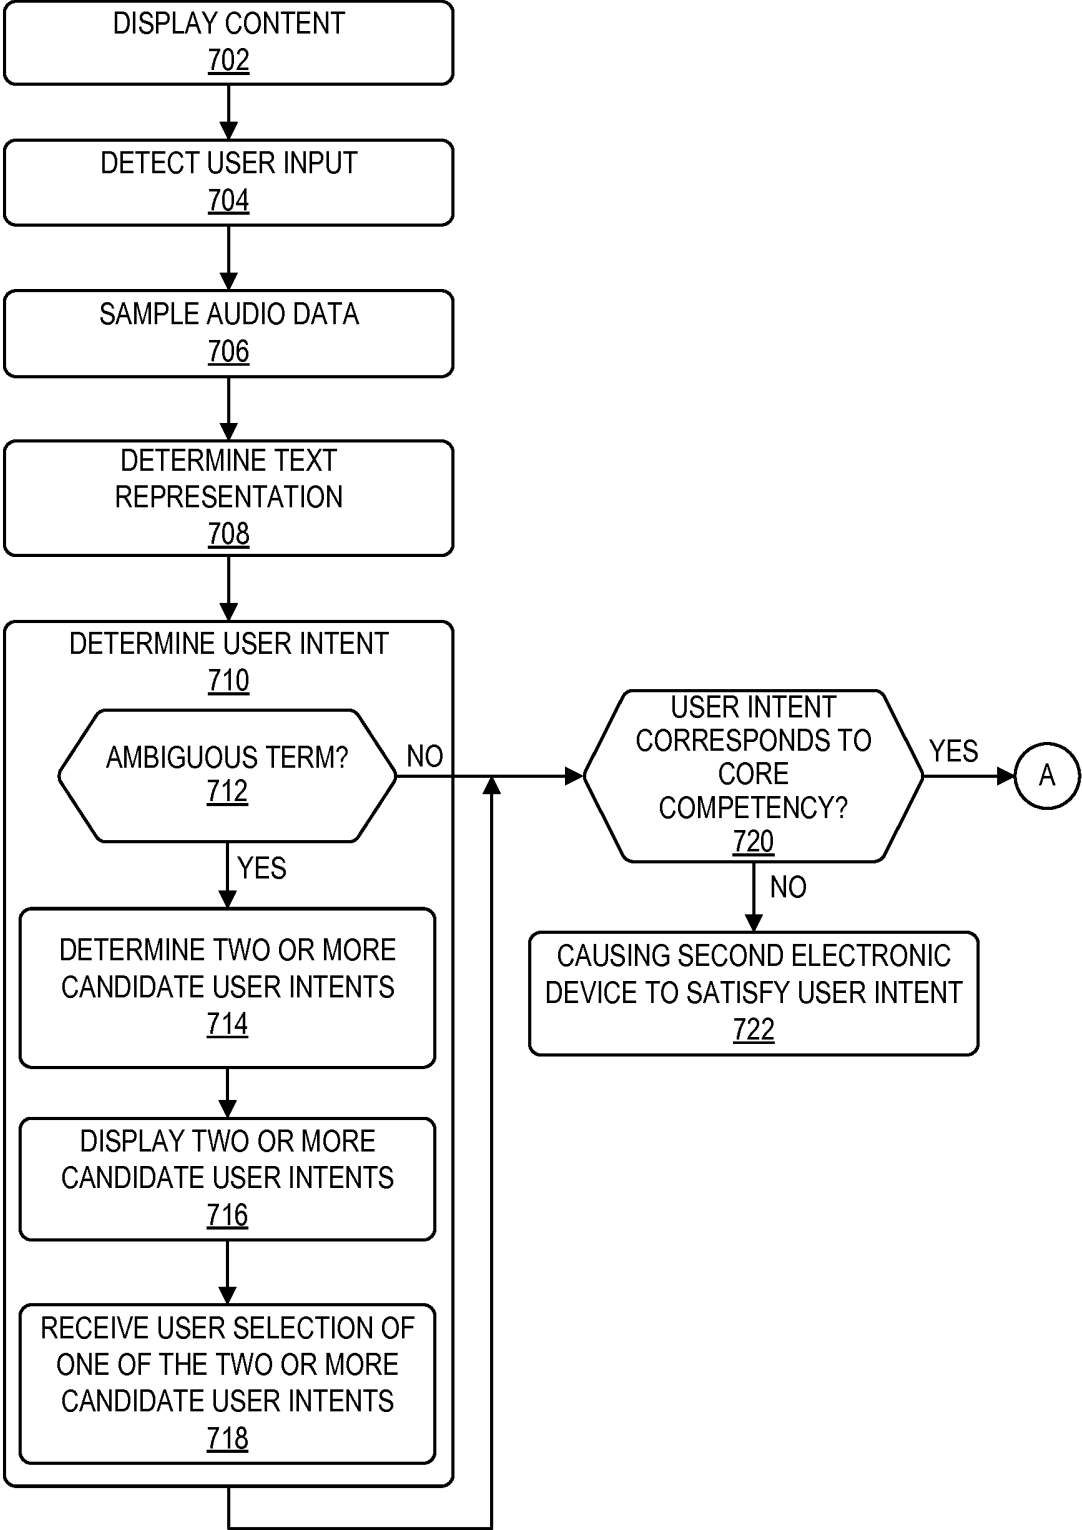 DISPLAY CONTENT
702
DETECT USER INPUT
704
SAMPLE AUDIO DATA
706
DETERMINE TEXT
REPRESENTATION
708
DETERMINE USER INTENT
710
AMBIGUOUS TERM?
712
NO
YES
DETERMINE TWO OR MORE
CANDIDATE USER INTENTS
714
DISPLAY TWO OR MORE
CANDIDATE USER INTENTS
716
RECEIVE USER SELECTION OF
ONE OF THE TWO OR MORE
CANDIDATE USER INTENTS
718
USER INTENT
CORRESPONDS TO
CORE
COMPETENCY?
720
YES
A
NO
CAUSING SECOND ELECTRONIC
DEVICE TO SATISFY USER INTENT
722